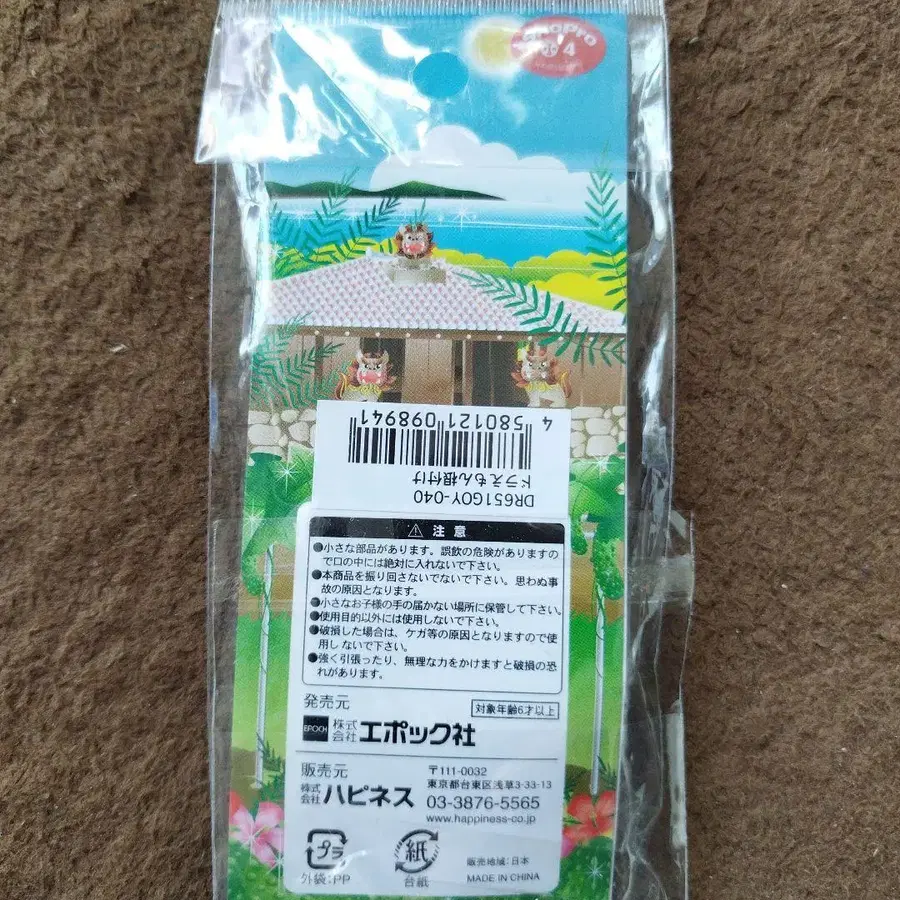 ShoPro
4
4 580121 098941
ドラえもん根付け
DR651GOY-040
注意
●小さな部品があります。誤飲の危険がありますの
で口の中には絶対に入れないで下さい。
●本商品を振り回さないでないで下さい。思わぬ事
故の原因となります。
●小さなお子様の手の届かない場所に保管して下さい。
●使用目的以外には使用しないで下さい。
●破損した場合は、ケガ等の原因となりますので使
用しないで下さい。
●強く引張ったり、無理な力をかけますと破損の恐
れがあります。
発売元
対象年齢6才以上
EPOCH 株式会社 エポック社
販売元
株式会社 ハピネス
〒111-0032
東京都台東区浅草3-33-13
03-3876-5565
www.happiness-co.jp
プラ
外袋:PP
紙
台紙
販売地域:日本
MADE IN CHINA